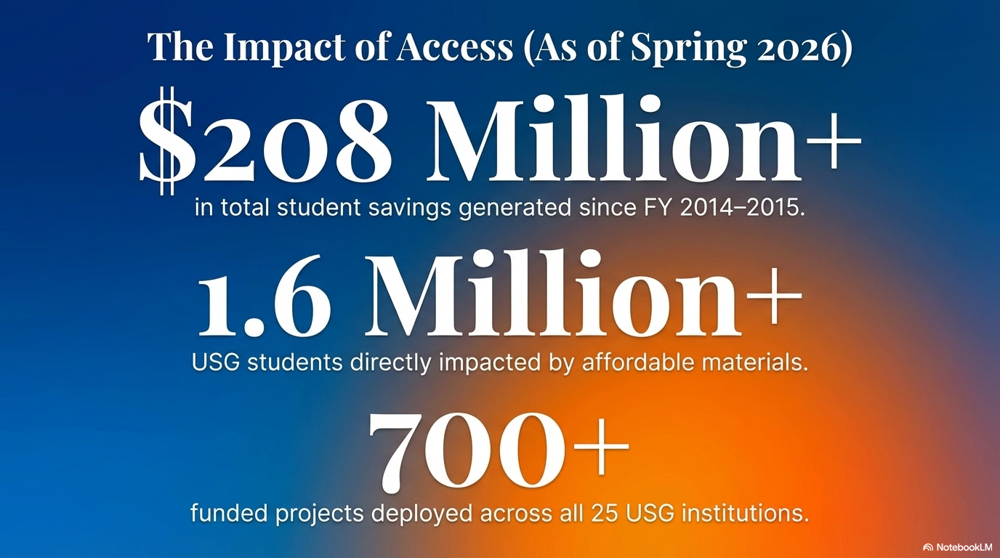 The Impact of Access (As of Spring 2026)
$208 Million+
in total student savings generated since FY 2014–2015.
1.6 Million+
USG students directly impacted by affordable materials.
700+
funded projects deployed across all 25 USG institutions.
NotebookLM